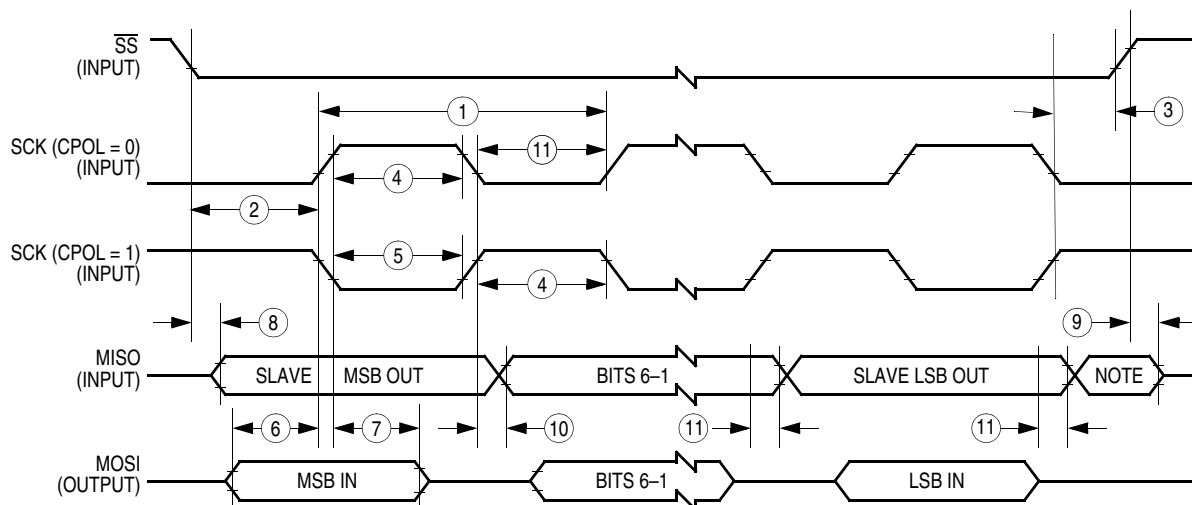 SS
(INPUT)
1
3
SCK (CPOL = 0)
(INPUT)
11
4
2
SCK (CPOL = 1)
(INPUT)
5
4
8
9
MISO
(INPUT)
SLAVE MSB OUT
BITS 6–1
SLAVE LSB OUT
NOTE
6
7
10
11
11
MOSI
(OUTPUT)
MSB IN
BITS 6–1
LSB IN